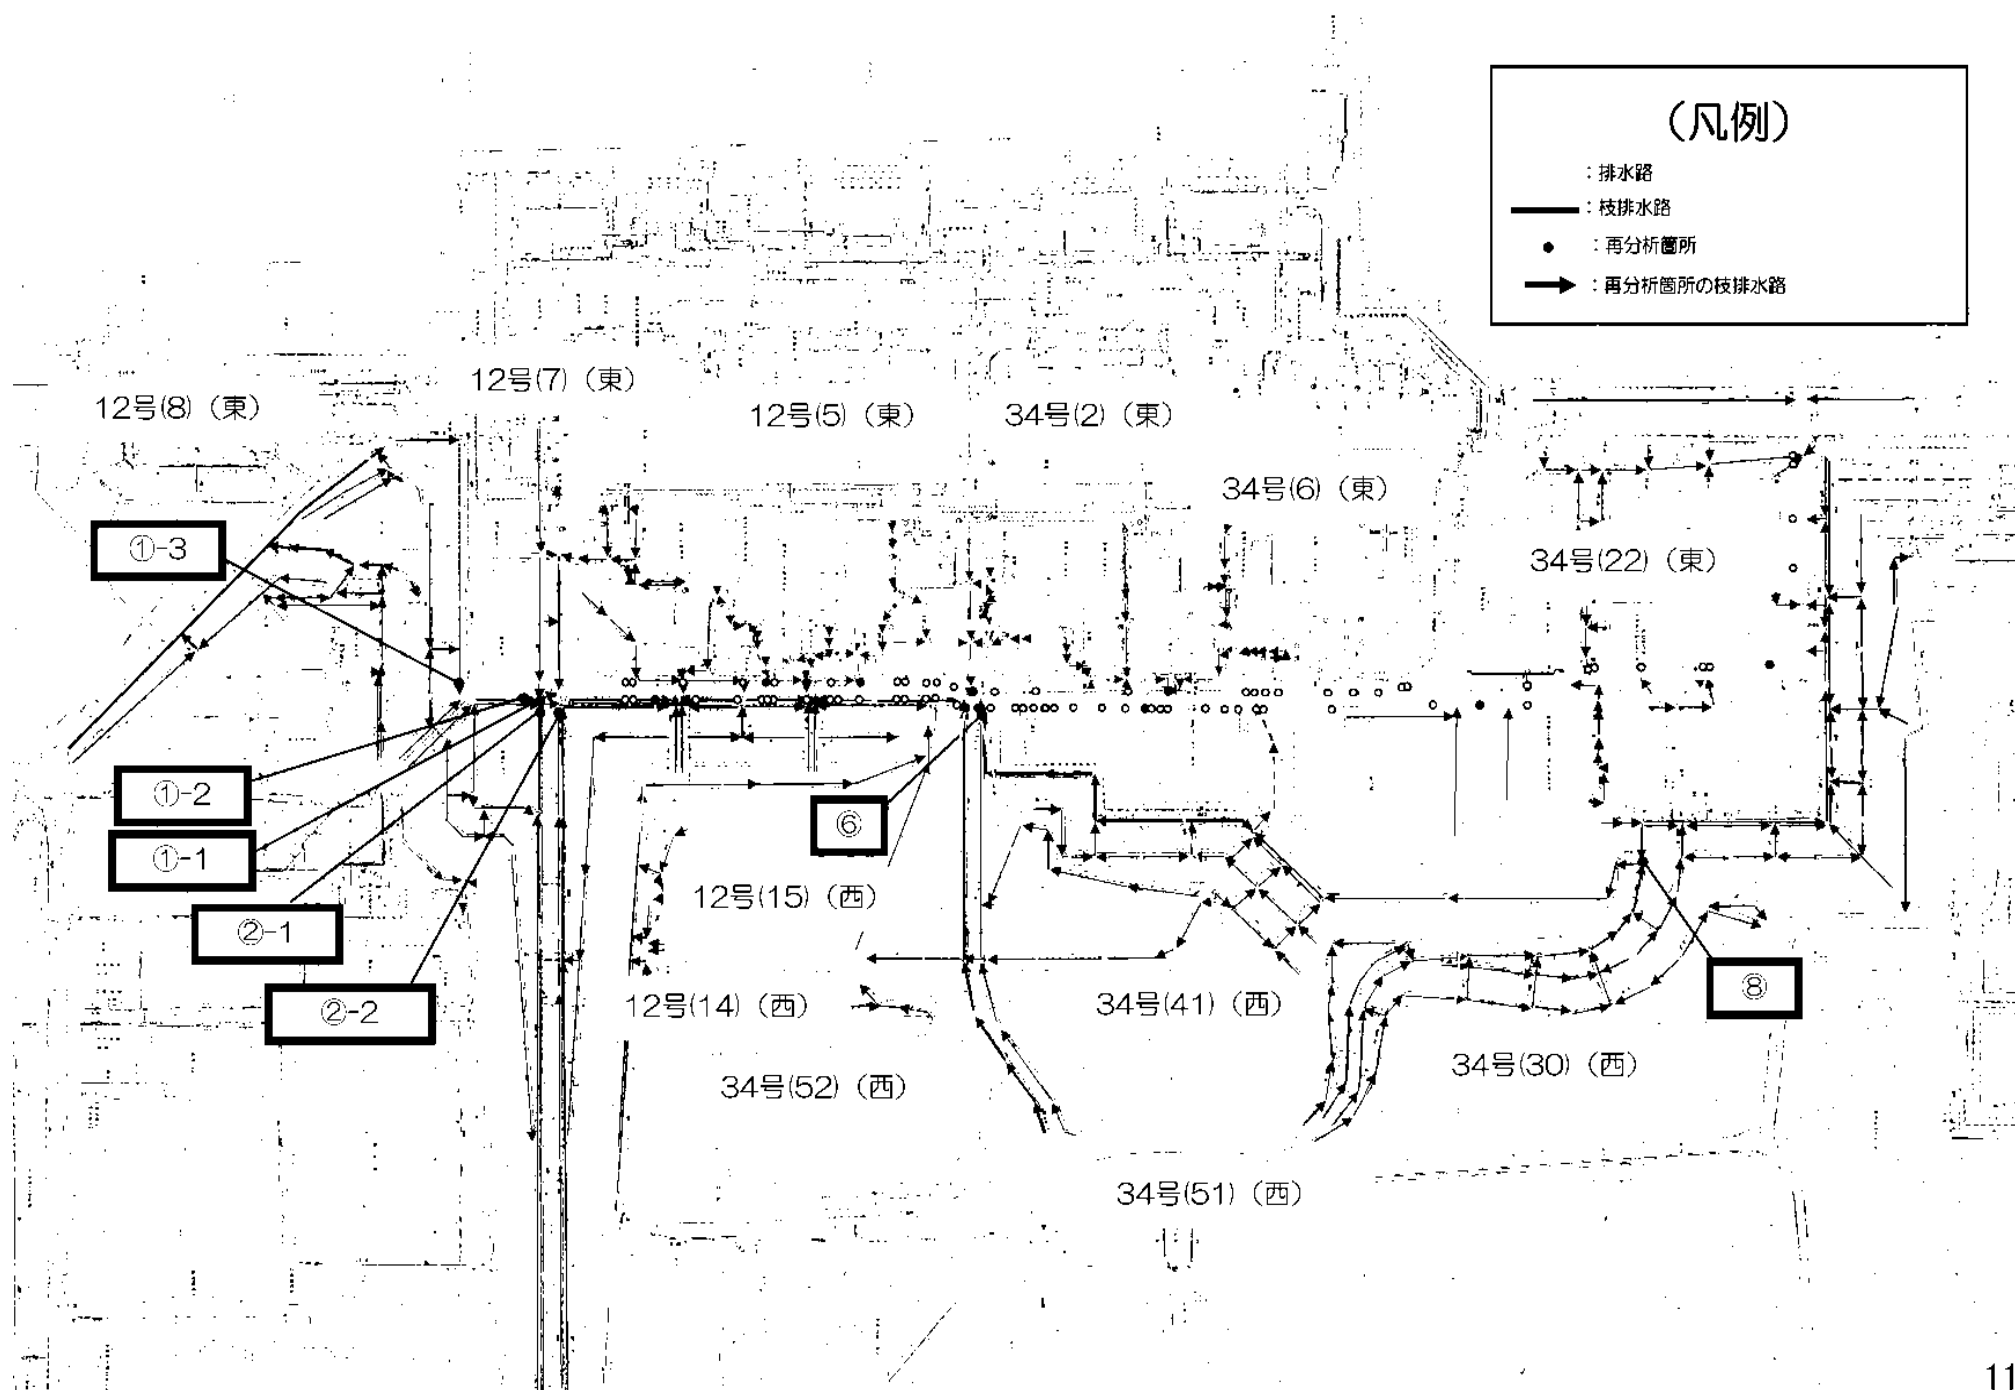 （凡例）
：排水路
：枝排水路
：再分析箇所
：再分析箇所の枝排水路
12号(7)（東）
12号(8)（東）
12号(5)（東）
34号(2)（東）
34号(6)（東）
①-3
34号(22)（東）
①-2
⑥
①-1
12号(15)（西）
②-1
②-2
12号(14)（西）
34号(41)（西）
⑧
34号(30)（西）
34号(52)（西）
34号(51)（西）
11